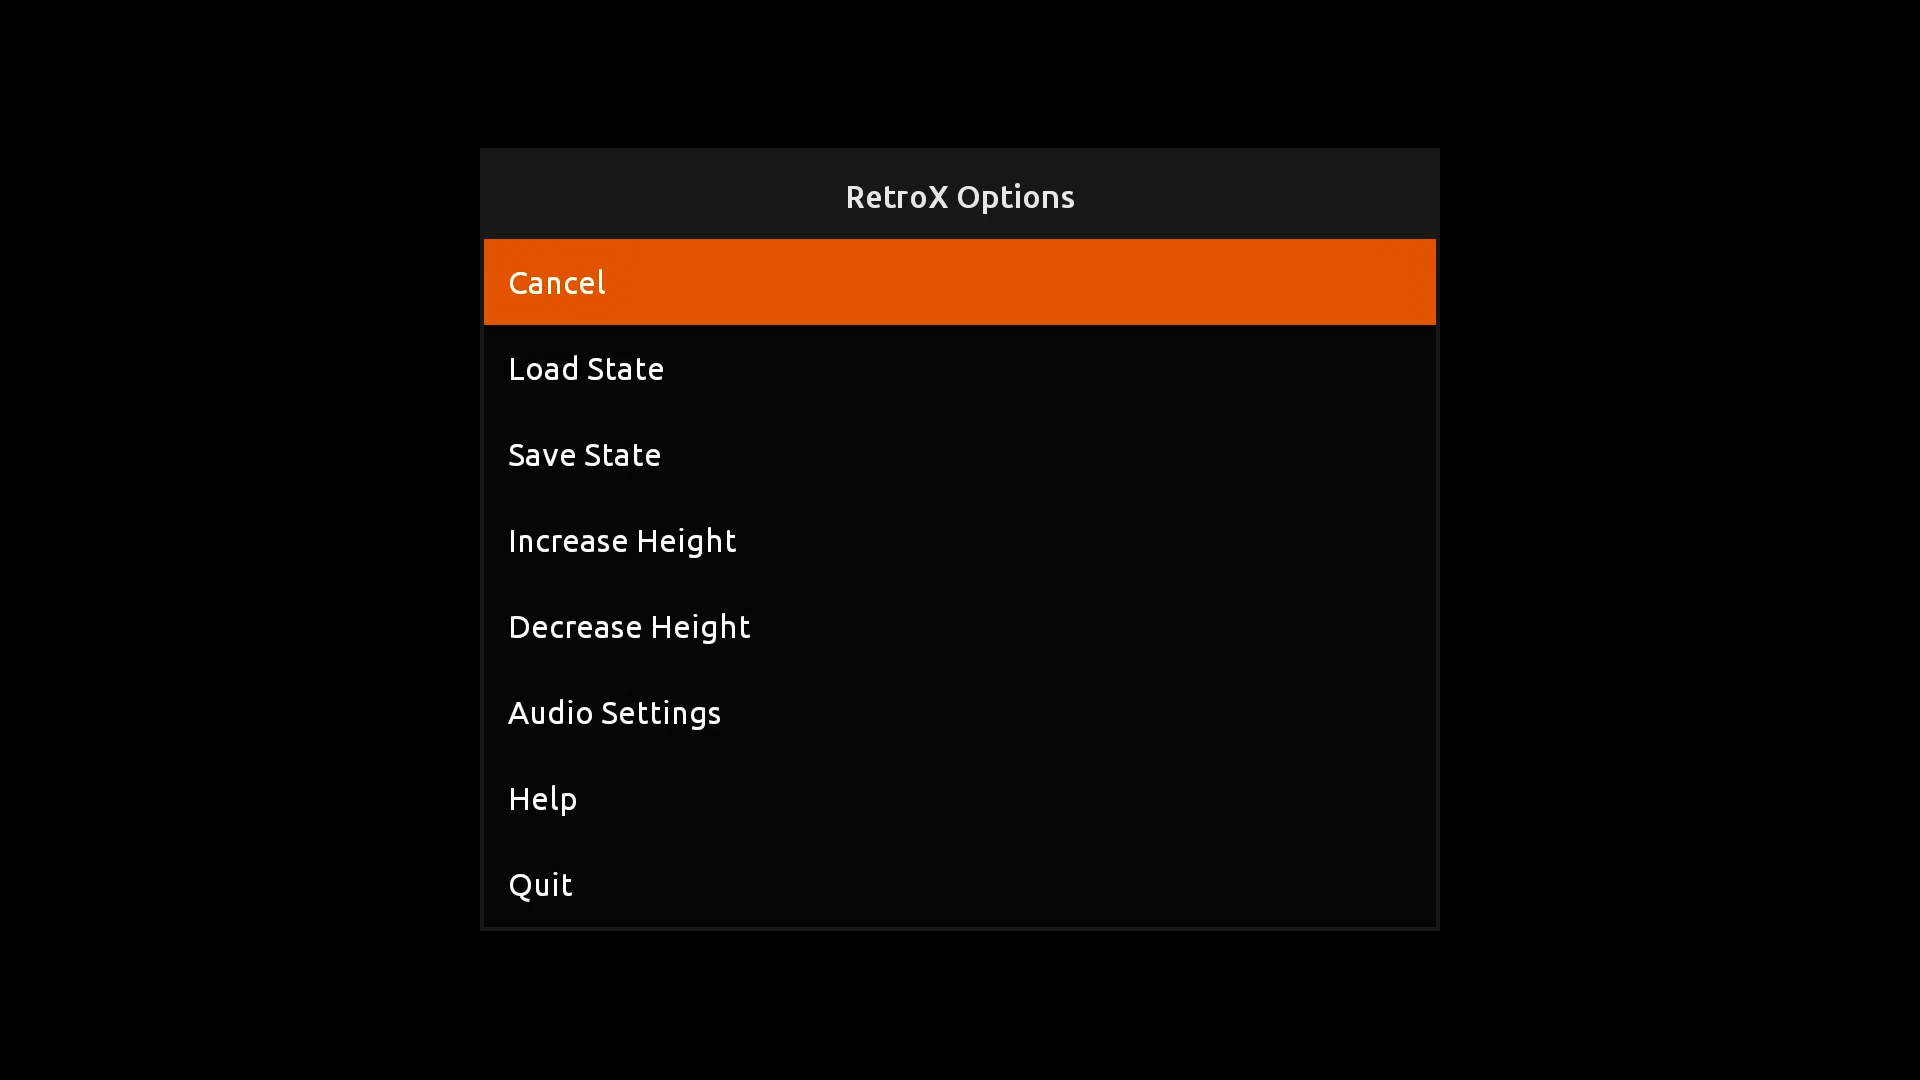 RetroX Options
Cancel
Load State
Save State
Increase Height
Decrease Height
Audio Settings
Help
Quit